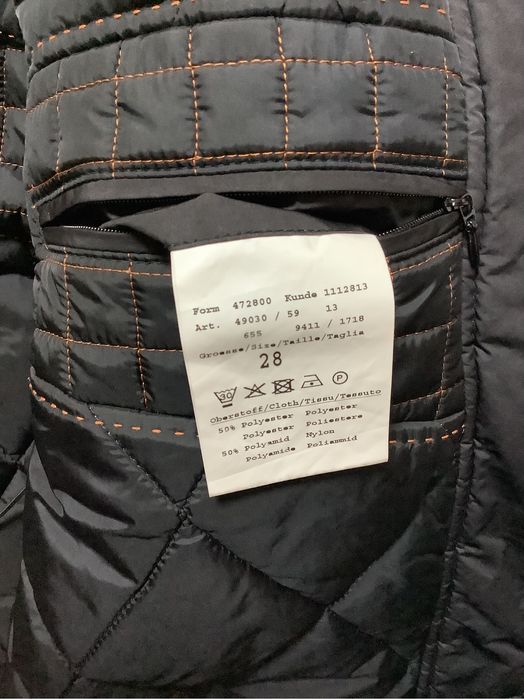 Form 472800 Kunde 1112813
Art. 49030 / 59 13
655 9411 / 1718
Groesse/Size/Taille/Taglia
28
30
P
Oberstoff/Cloth/Tissu/Tessuto
50% Polyester Polyester
Polyester Poliestere
50% Polyamid Nylon
Polyamide Poliammid